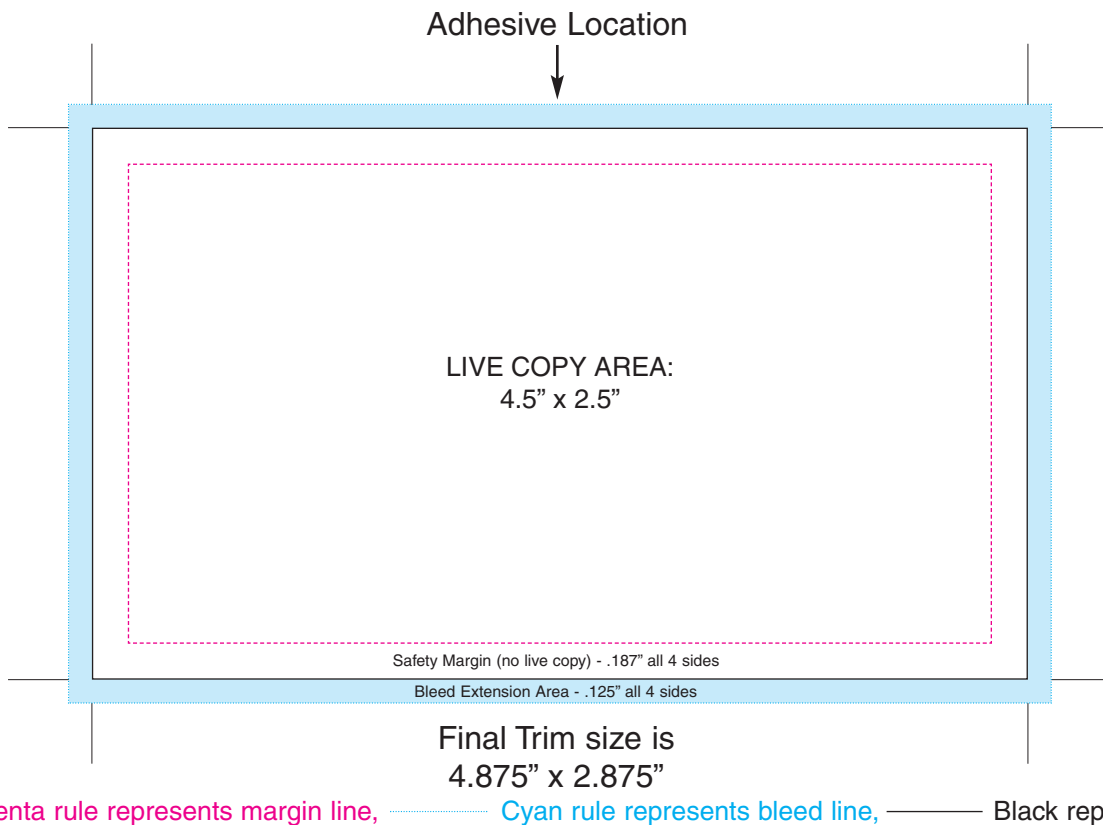 Adhesive Location
LIVE COPY AREA:
4.5” x 2.5”
Safety Margin (no live copy) - .187” all 4 sides
Bleed Extension Area - .125” all 4 sides
Final Trim size is
4.875” x 2.875”
enta rule represents margin line, Cyan rule represents bleed line, Black rep